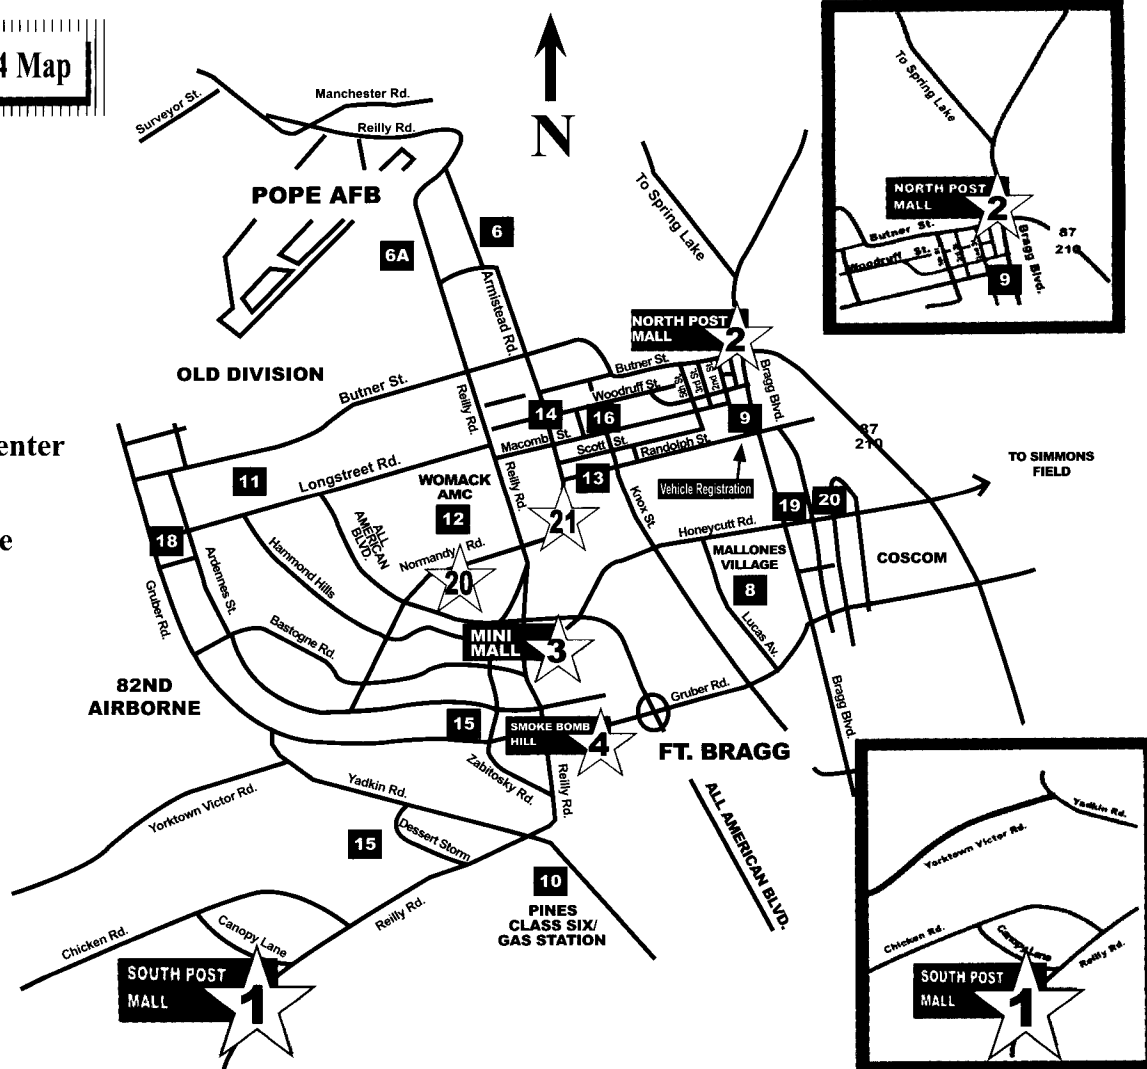 4 Map
enter
e
N
Surveyor St.
Manchester Rd.
Reilly Rd.
POPE AFB
6
6A
Armistead Rd.
To Spring Lake
NORTH POST
MALL
2
OLD DIVISION
Butner St.
Reilly Rd.
Butner St.
Woodruff St.
5th St.
3rd St.
2nd St.
Bragg Blvd.
14
16
9
Macomb St.
Scott St.
Randolph St.
87
210
11
Longstreet Rd.
WOMACK
AMC
12
Reilly Rd.
13
Vehicle Registration
Knox St.
TO SIMMONS
FIELD
18
ALL
AMERICAN
BLVD.
21
19
20
Honeycutt Rd.
Normandy Rd.
20
MALLONES
VILLAGE
8
COSCOM
Ardennes St.
Hammond Hills
Gruber Rd.
Bastogne Rd.
Lucas Av.
MINI
MALL
3
82ND
AIRBORNE
Gruber Rd.
Bragg Blvd.
15
SMOKE BOMB
HILL
4
FT. BRAGG
Zabitosky Rd.
Reilly Rd.
Yadkin Rd.
Yorktown Victor Rd.
ALL AMERICAN BLVD.
15
Dessert Storm
10
PINES
CLASS SIX/
GAS STATION
Reilly Rd.
Chicken Rd.
Canopy Lane
SOUTH POST
MALL
1
To Spring Lake
NORTH POST
MALL
2
Butner St.
Woodruff St.
Bragg Blvd.
87
210
9
Yadkin Rd.
Yorktown Victor Rd.
Chicken Rd.
Canopy Lane
Reilly Rd.
SOUTH POST
MALL
1